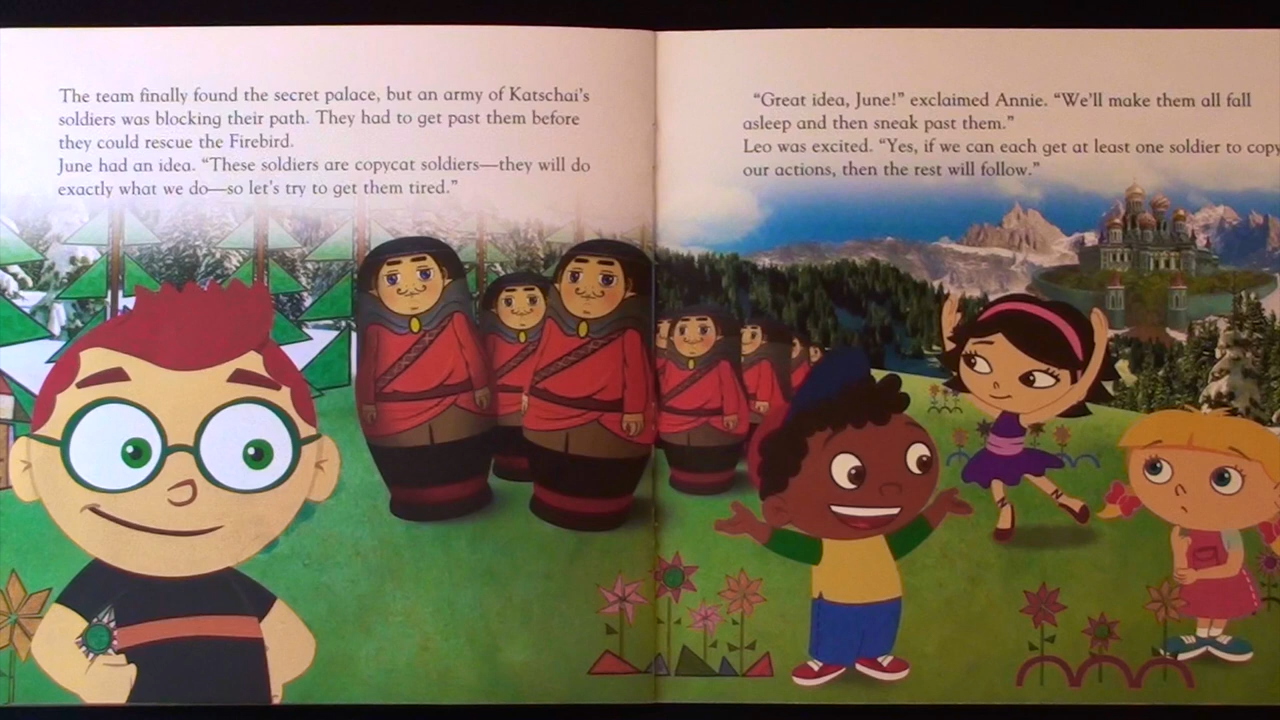 The team finally found the secret palace, but an army of Katschai's
soldiers was blocking their path. They had to get past them before
they could rescue the Firebird.
June had an idea. “These soldiers are copycat soldiers—they will do
exactly what we do—so let's try to get them tired.”
“Great idea, June!” exclaimed Annie. “We'll make them all fall
asleep and then sneak past them.”
Leo was excited. “Yes, if we can each get at least one soldier to copy
our actions, then the rest will follow.”